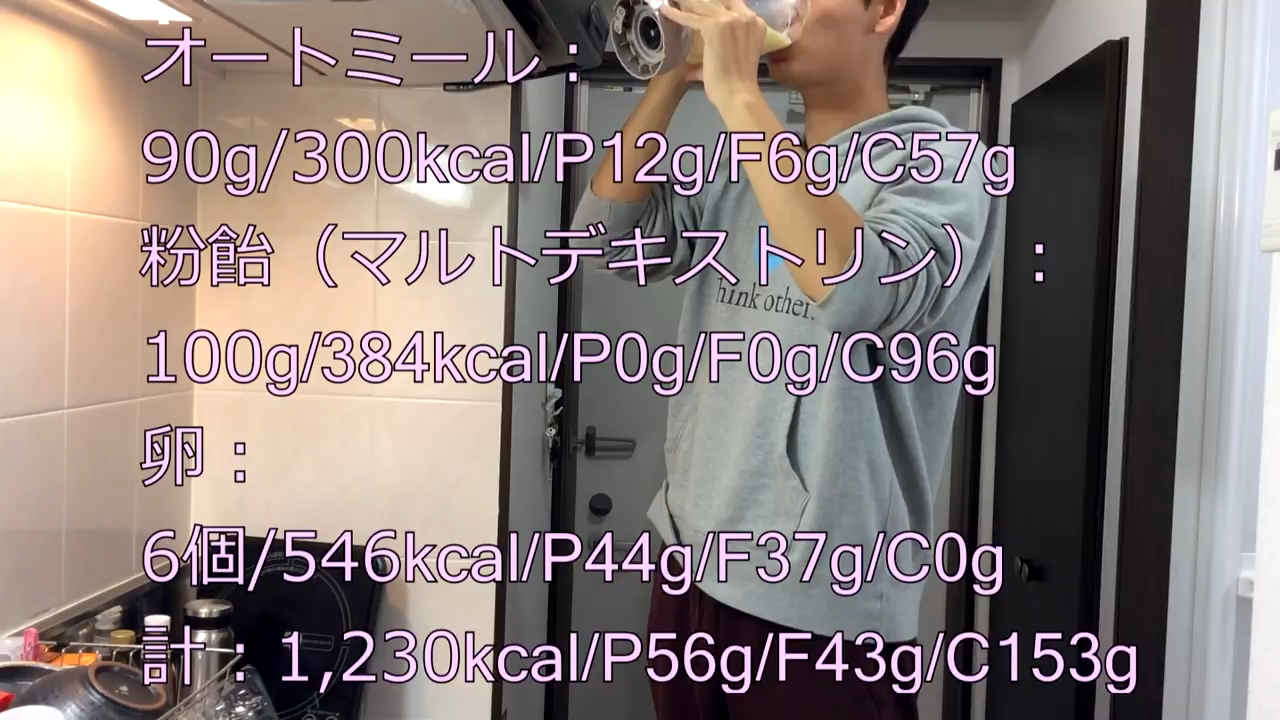 オートミール：
90g/300kcal/P12g/F6g/C57g
粉飴（マルトデキストリン）：
100g/384kcal/P0g/F0g/C96g
卵：
6個/546kcal/P44g/F37g/C0g
計：1,230kcal/P56g/F43g/C153g
hink other